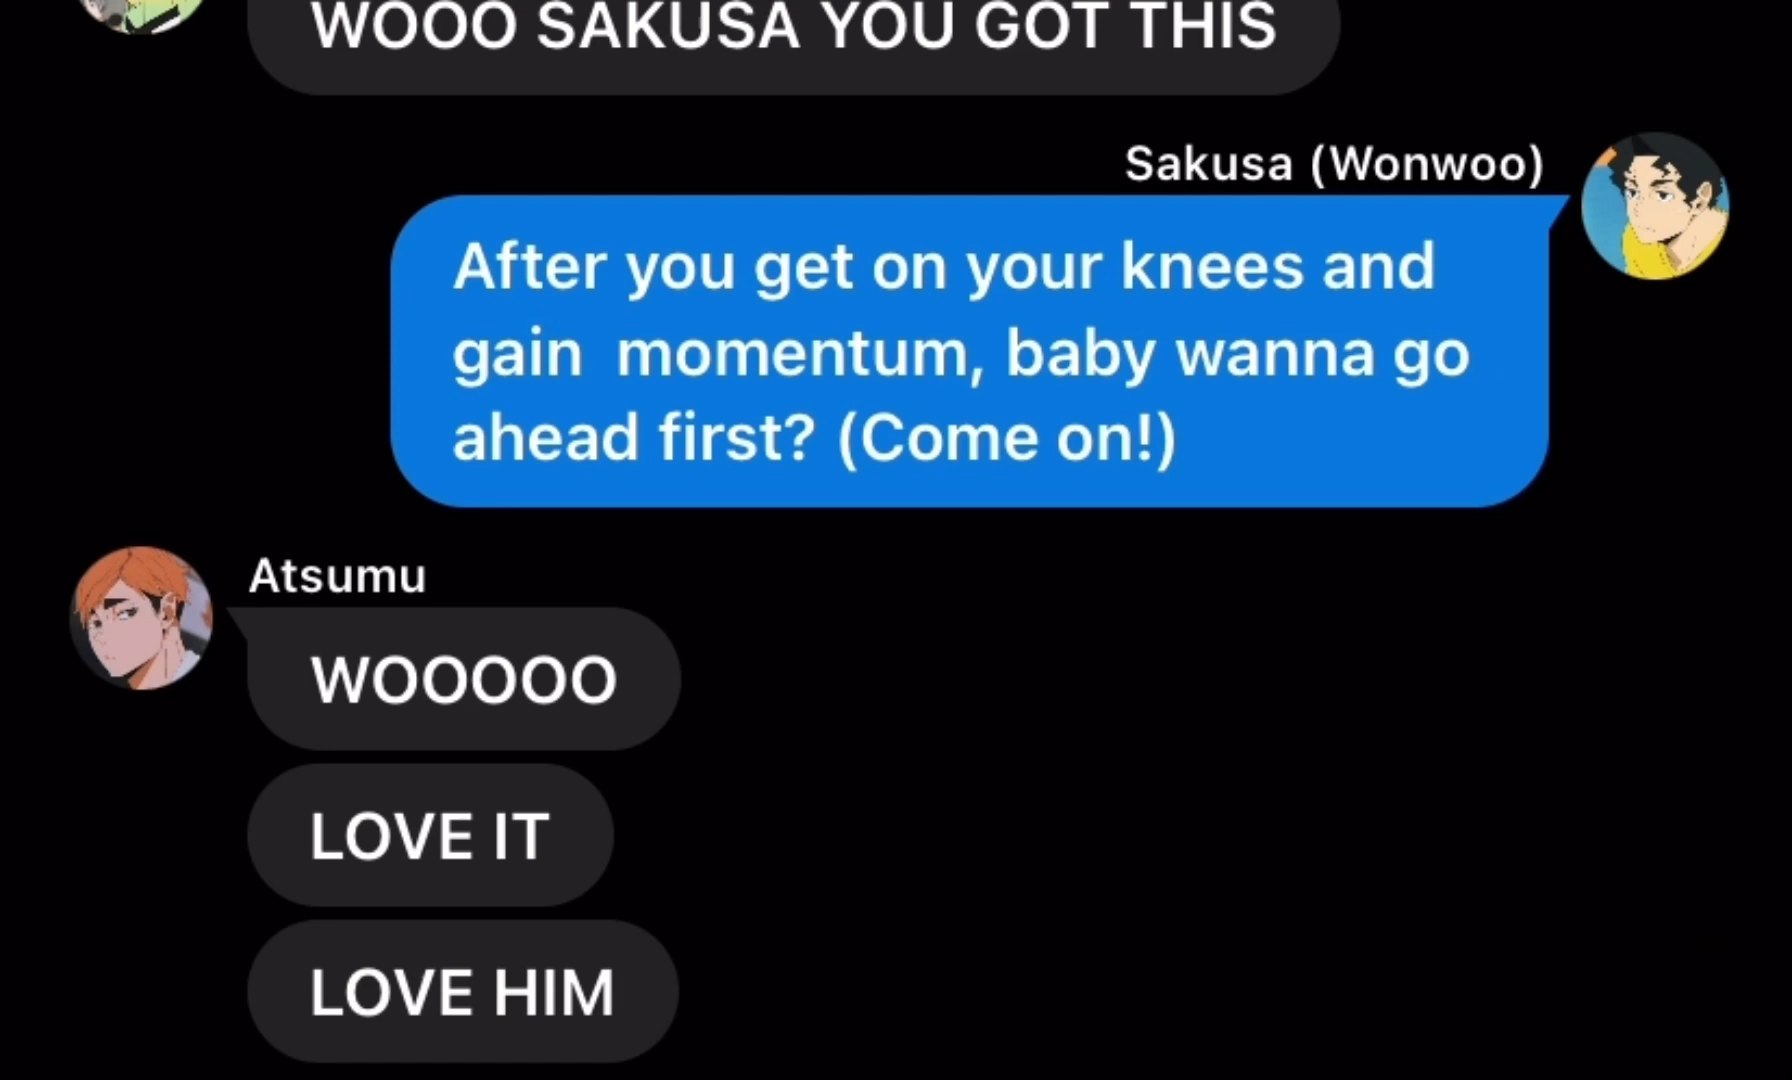 WOOO SAKUSA YOU GOT THIS
Sakusa (Wonwoo)
After you get on your knees and
gain  momentum, baby wanna go
ahead first? (Come on!)
Atsumu
WOOOOO
LOVE IT
LOVE HIM